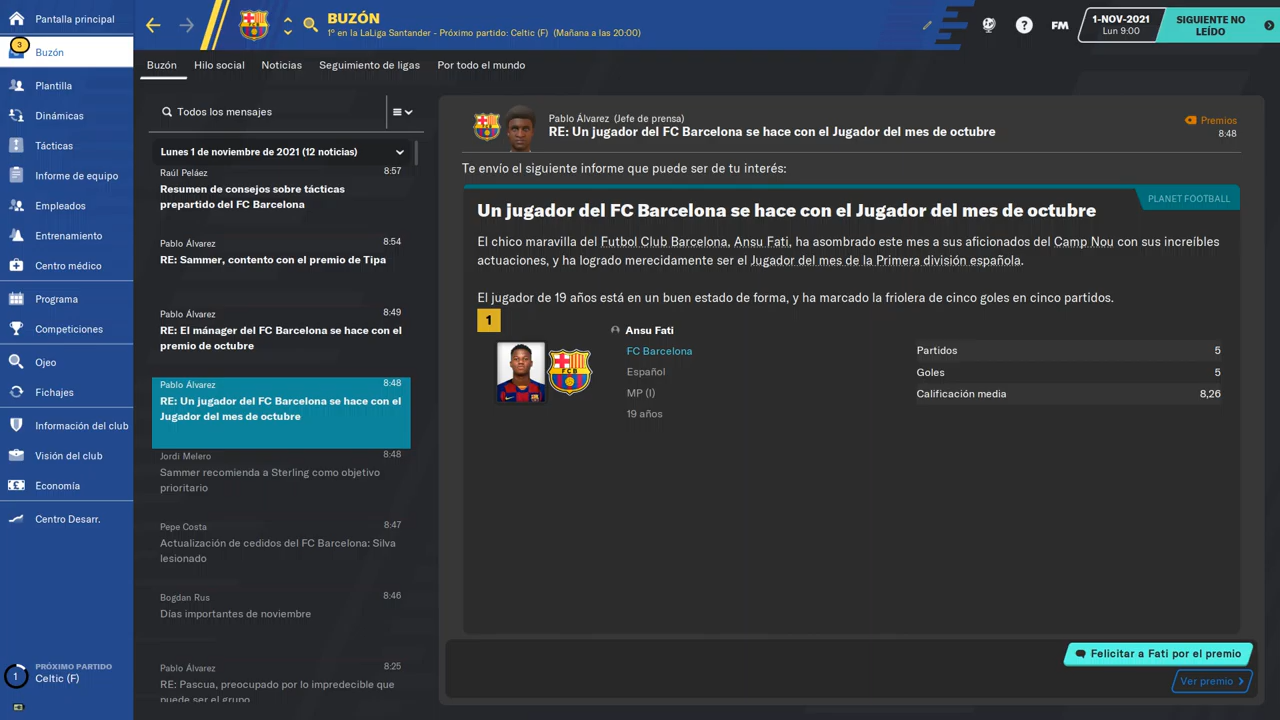 Pantalla principal
3
Buzón
Plantilla
Dinámicas
Tácticas
Informe de equipo
Empleados
Entrenamiento
Centro médico
Programa
Competiciones
Ojeo
Fichajes
Información del club
Visión del club
Economía
Centro Desarr.
1
PRÓXIMO PARTIDO
Celtic (F)
BUZÓN
1º en la LaLiga Santander - Próximo partido: Celtic (F) (Mañana a las 20:00)
?
FM
1-NOV-2021
Lun 9:00
SIGUIENTE NO
LEÍDO
Buzón
Hilo social
Noticias
Seguimiento de ligas
Por todo el mundo
Todos los mensajes
Lunes 1 de noviembre de 2021 (12 noticias)
Raúl Peláez 8:57
Resumen de consejos sobre tácticas
prepartido del FC Barcelona
Pablo Álvarez 8:54
RE: Sammer, contento con el premio de Tipa
Pablo Álvarez 8:49
RE: El mánager del FC Barcelona se hace con el
premio de octubre
Pablo Álvarez 8:48
RE: Un jugador del FC Barcelona se hace con el
Jugador del mes de octubre
Jordi Melero 8:48
Sammer recomienda a Sterling como objetivo
prioritario
Pepe Costa 8:47
Actualización de cedidos del FC Barcelona: Silva
lesionado
Bogdan Rus 8:46
Días importantes de noviembre
Pablo Álvarez 8:25
RE: Pascua, preocupado por lo impredecible que
puede ser el grupo
Pablo Álvarez (Jefe de prensa)
RE: Un jugador del FC Barcelona se hace con el Jugador del mes de octubre
Premios
8:48
Te envío el siguiente informe que puede ser de tu interés:
PLANET FOOTBALL
Un jugador del FC Barcelona se hace con el Jugador del mes de octubre
El chico maravilla del Futbol Club Barcelona, Ansu Fati, ha asombrado este mes a sus aficionados del Camp Nou con sus increíbles
actuaciones, y ha logrado merecidamente ser el Jugador del mes de la Primera división española.
El jugador de 19 años está en un buen estado de forma, y ha marcado la friolera de cinco goles en cinco partidos.
1
Ansu Fati
FC Barcelona
Español
MP (I)
19 años
Partidos 5
Goles 5
Calificación media 8,26
Felicitar a Fati por el premio
Ver premio